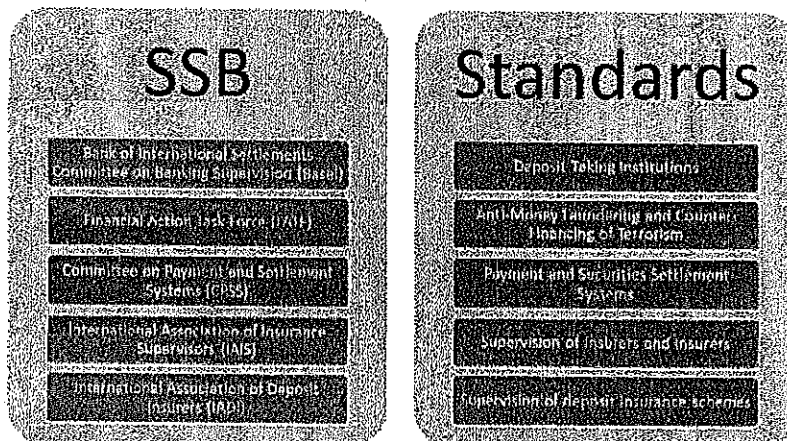 SSB
Bank of International Settlements
Committee on Banking Supervision (Basel)
Financial Action Task Force (FATF)
Committee on Payment and Settlement
Systems (CPSS)
International Association of Insurance
Supervisors (IAIS)
International Association of Deposit
Insurers (IADI)
Standards
Deposit Taking Institutions
Anti-Money Laundering and Counter
Financing of Terrorism
Payment and Securities Settlement
Systems
Supervision of Insurers and insurers
Supervision of deposit insurance schemes